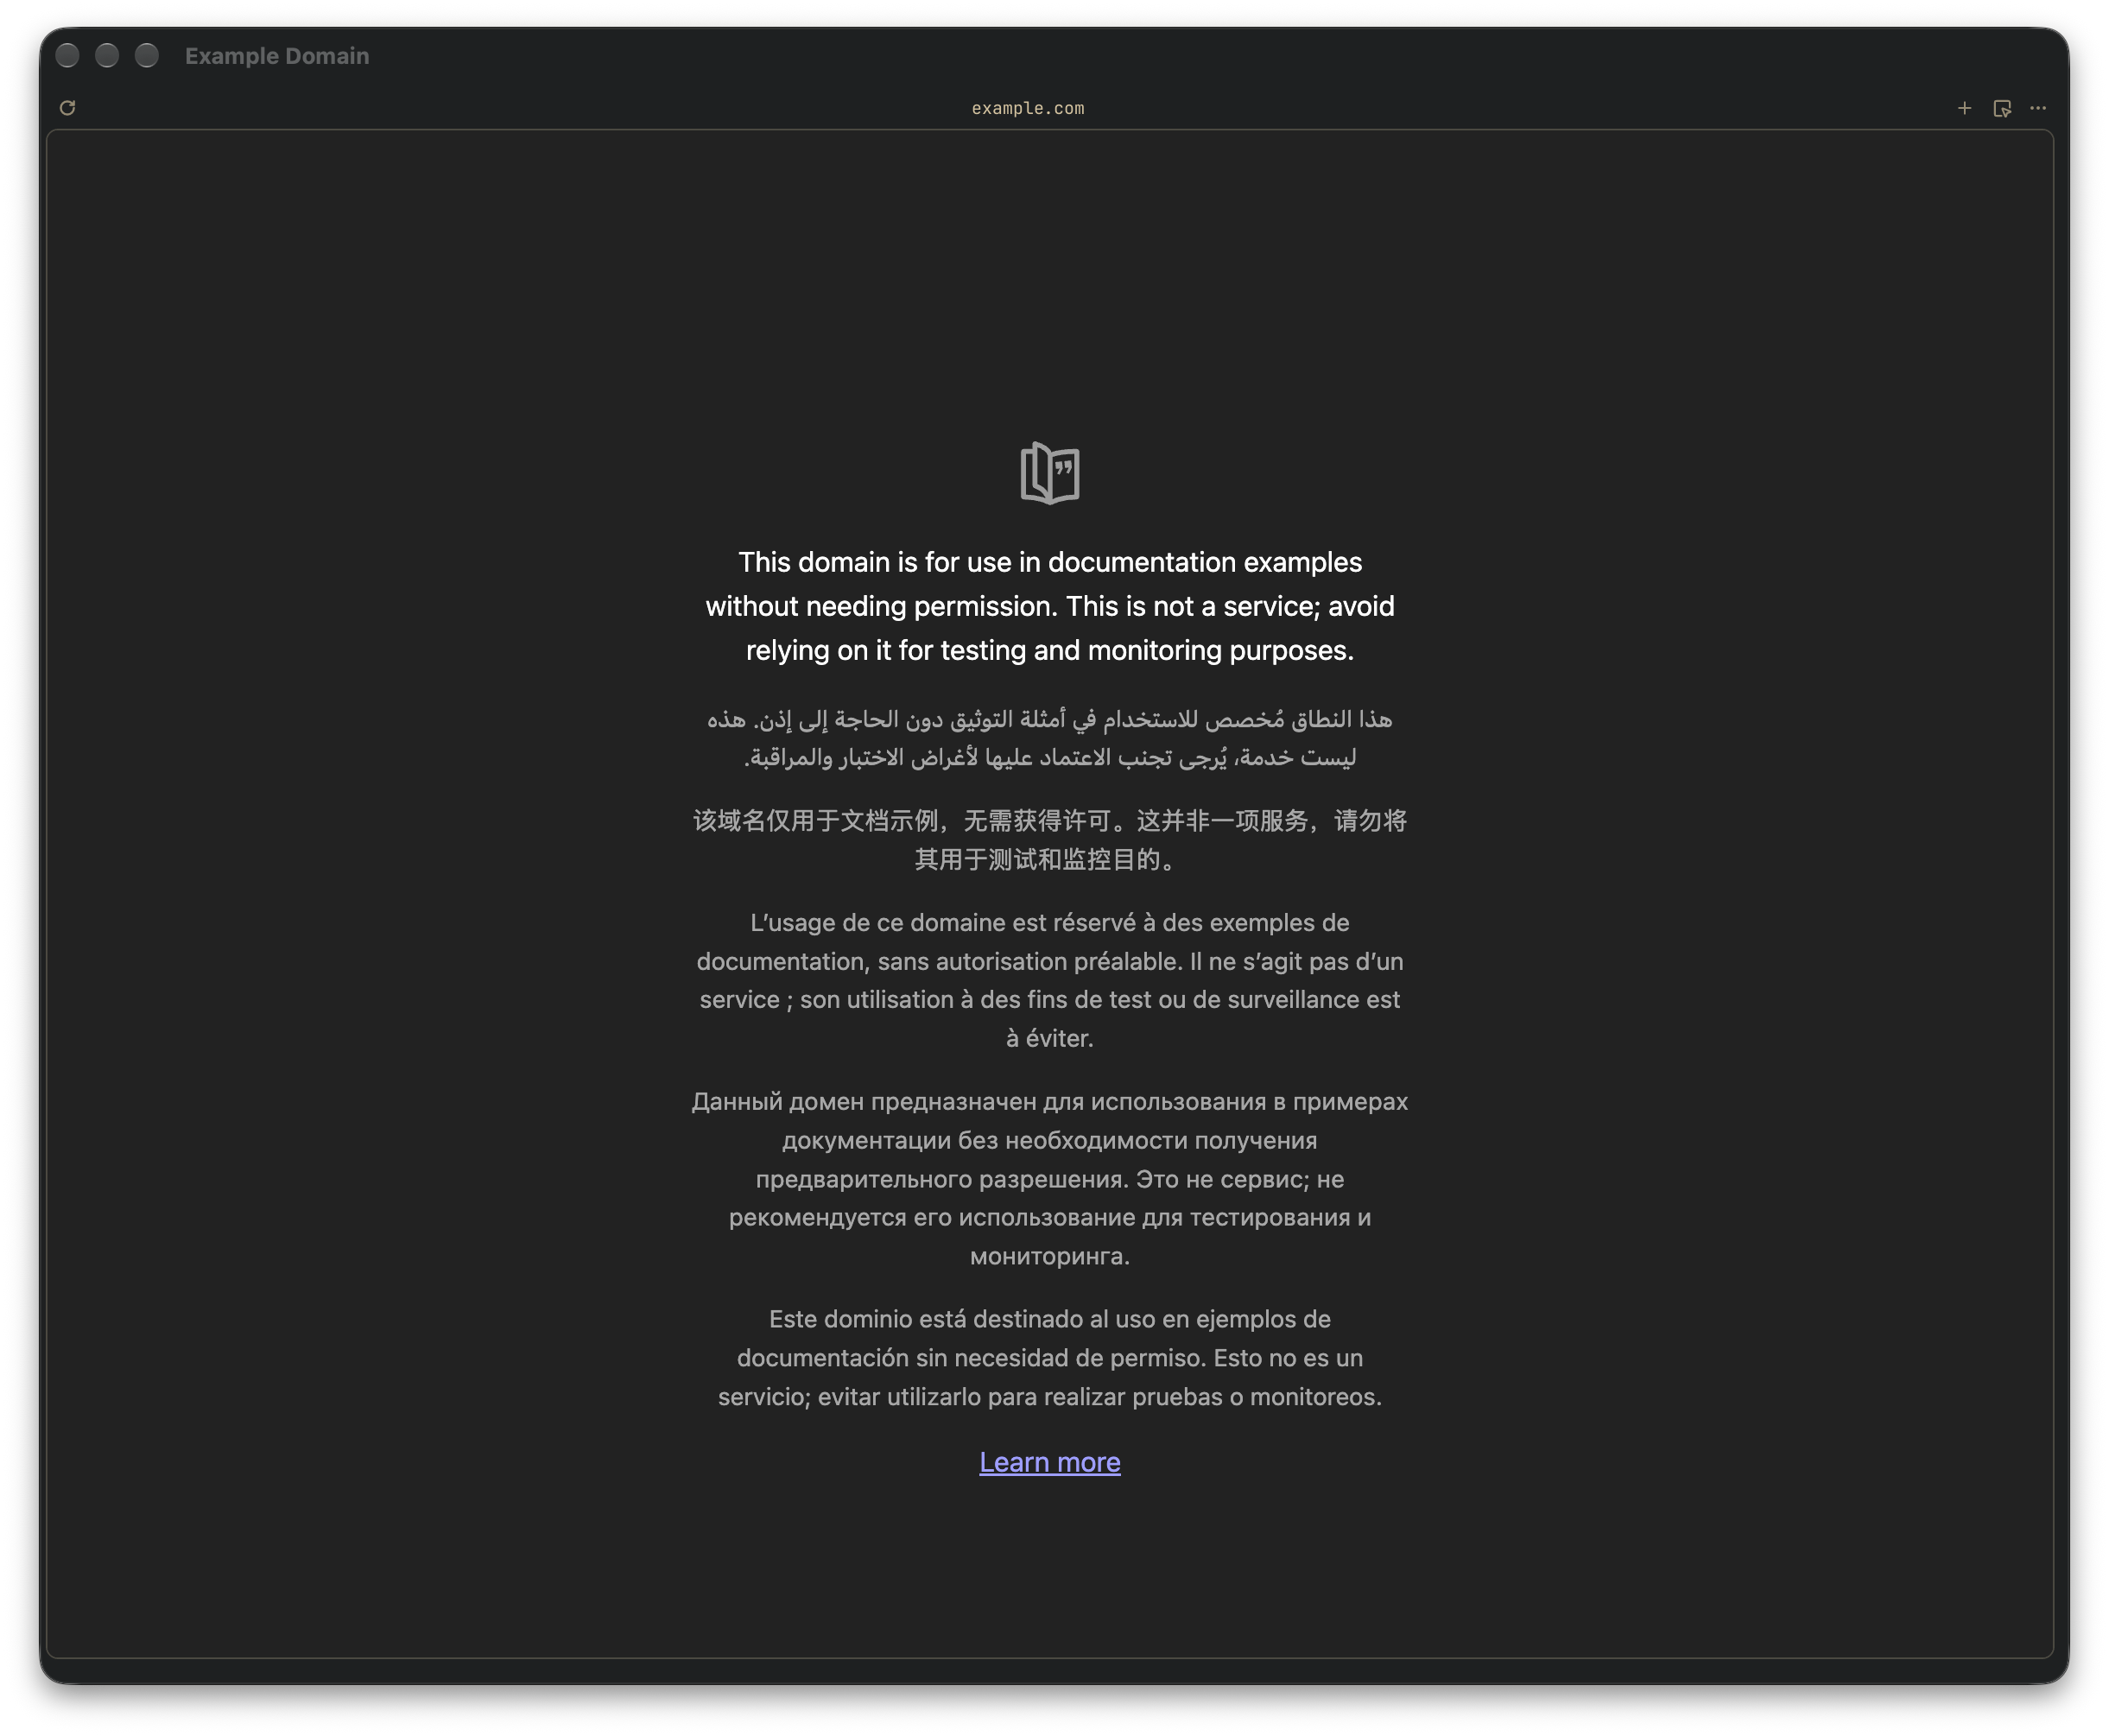 Example Domain
example.com
This domain is for use in documentation examples
without needing permission. This is not a service; avoid
relying on it for testing and monitoring purposes.
هذا النطاق مُخصص للاستخدام في أمثلة التوثيق دون الحاجة إلى إذن. هذه
ليست خدمة، يُرجى تجنب الاعتماد عليها لأغراض الاختبار والمراقبة.
该域名仅用于文档示例，无需获得许可。这并非一项服务，请勿将
其用于测试和监控目的。
L’usage de ce domaine est réservé à des exemples de
documentation, sans autorisation préalable. Il ne s’agit pas d’un
service ; son utilisation à des fins de test ou de surveillance est
à éviter.
Данный домен предназначен для использования в примерах
документации без необходимости получения
предварительного разрешения. Это не сервис; не
рекомендуется его использование для тестирования и
мониторинга.
Este dominio está destinado al uso en ejemplos de
documentación sin necesidad de permiso. Esto no es un
servicio; evitar utilizarlo para realizar pruebas o monitoreos.
Learn more